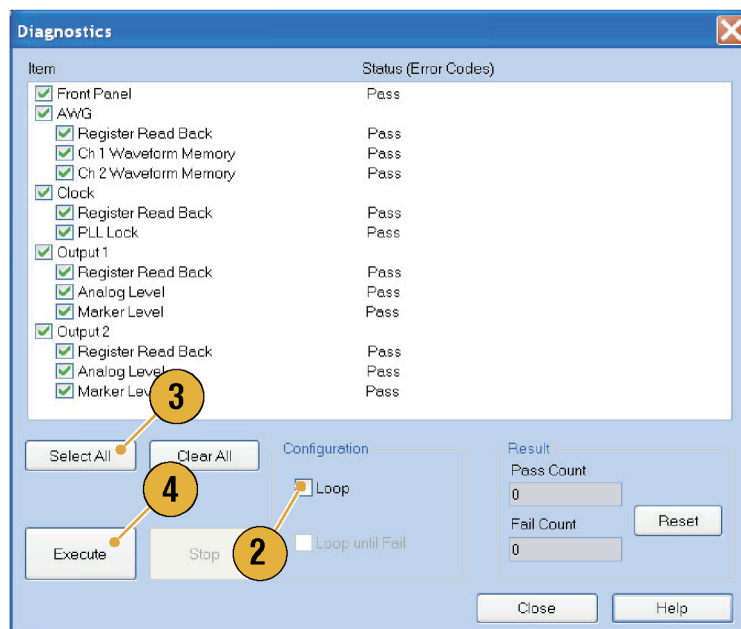 Diagnostics
Item Status (Error Codes)
Front Panel Pass
AWG
Register Read Back Pass
Ch 1 Waveform Memory Pass
Ch 2 Waveform Memory Pass
Clock
Register Read Back Pass
PLL Lock Pass
Output 1
Register Read Back Pass
Analog Level Pass
Marker Level Pass
Output 2
Register Read Back Pass
Analog Level Pass
Marker Lev Pass
3
Select All Clear All
4
Execute Stop
Configuration
Loop
2
Loop until Fail
Result
Pass Count
0
Fail Count
0
Reset
Close Help